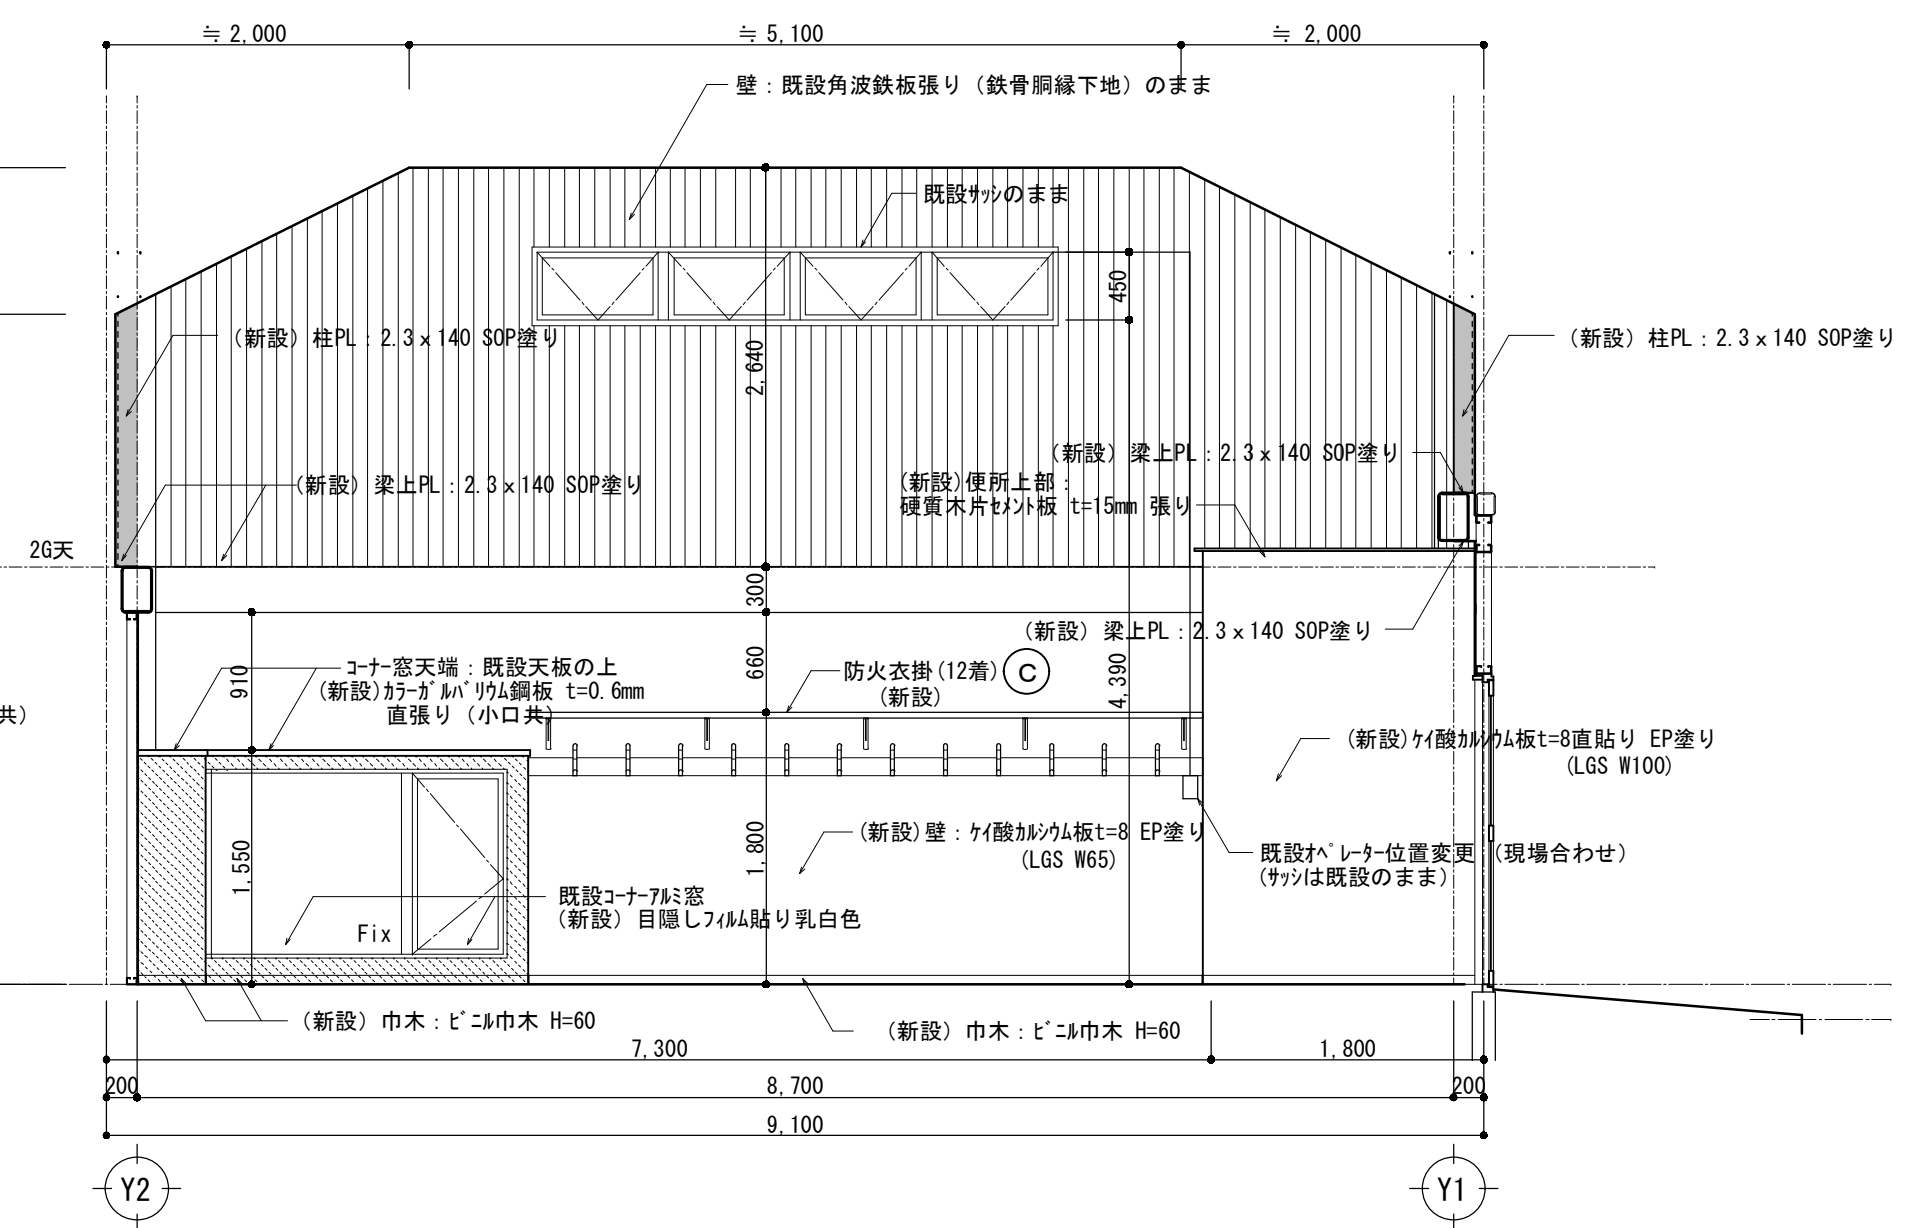 ≒ 2,000
≒ 5,100
≒ 2,000
壁：既設角波鉄板張り（鉄骨胴縁下地）のまま
既設ｻｯｼのまま
450
（新設）柱PL：2.3ｘ140 SOP塗り
（新設）柱PL：2.3ｘ140 SOP塗り
2,640
（新設）梁上PL：2.3ｘ140 SOP塗り
（新設）梁上PL：2.3ｘ140 SOP塗り
（新設）便所上部：
硬質木片ｾﾒﾝﾄ板 t=15mm 張り
2G天
300
（新設）梁上PL：2.3ｘ140 SOP塗り
910
ｺｰﾅｰ窓天端：既設天板の上
（新設）ｶﾗｰｶﾞﾙﾊﾞﾘｳﾑ鋼板 t=0.6mm
直張り（小口共）
660
防火衣掛(12着)
（新設）
C
4,390
共）
（新設）ｹｲ酸ｶﾙｼｳﾑ板t=8直貼り EP塗り
(LGS W100)
1,550
1,800
（新設）壁：ｹｲ酸ｶﾙｼｳﾑ板t=8 EP塗り
(LGS W65)
既設ｵﾍﾟﾚｰﾀｰ位置変更（現場合わせ）
(ｻｯｼは既設のまま)
既設ｺｰﾅｰｱﾙﾐ窓
（新設）目隠しﾌｨﾙﾑ貼り乳白色
Fix
（新設）巾木：ﾋﾞﾆﾙ巾木 H=60
（新設）巾木：ﾋﾞﾆﾙ巾木 H=60
7,300
1,800
200
8,700
200
9,100
Y2
Y1